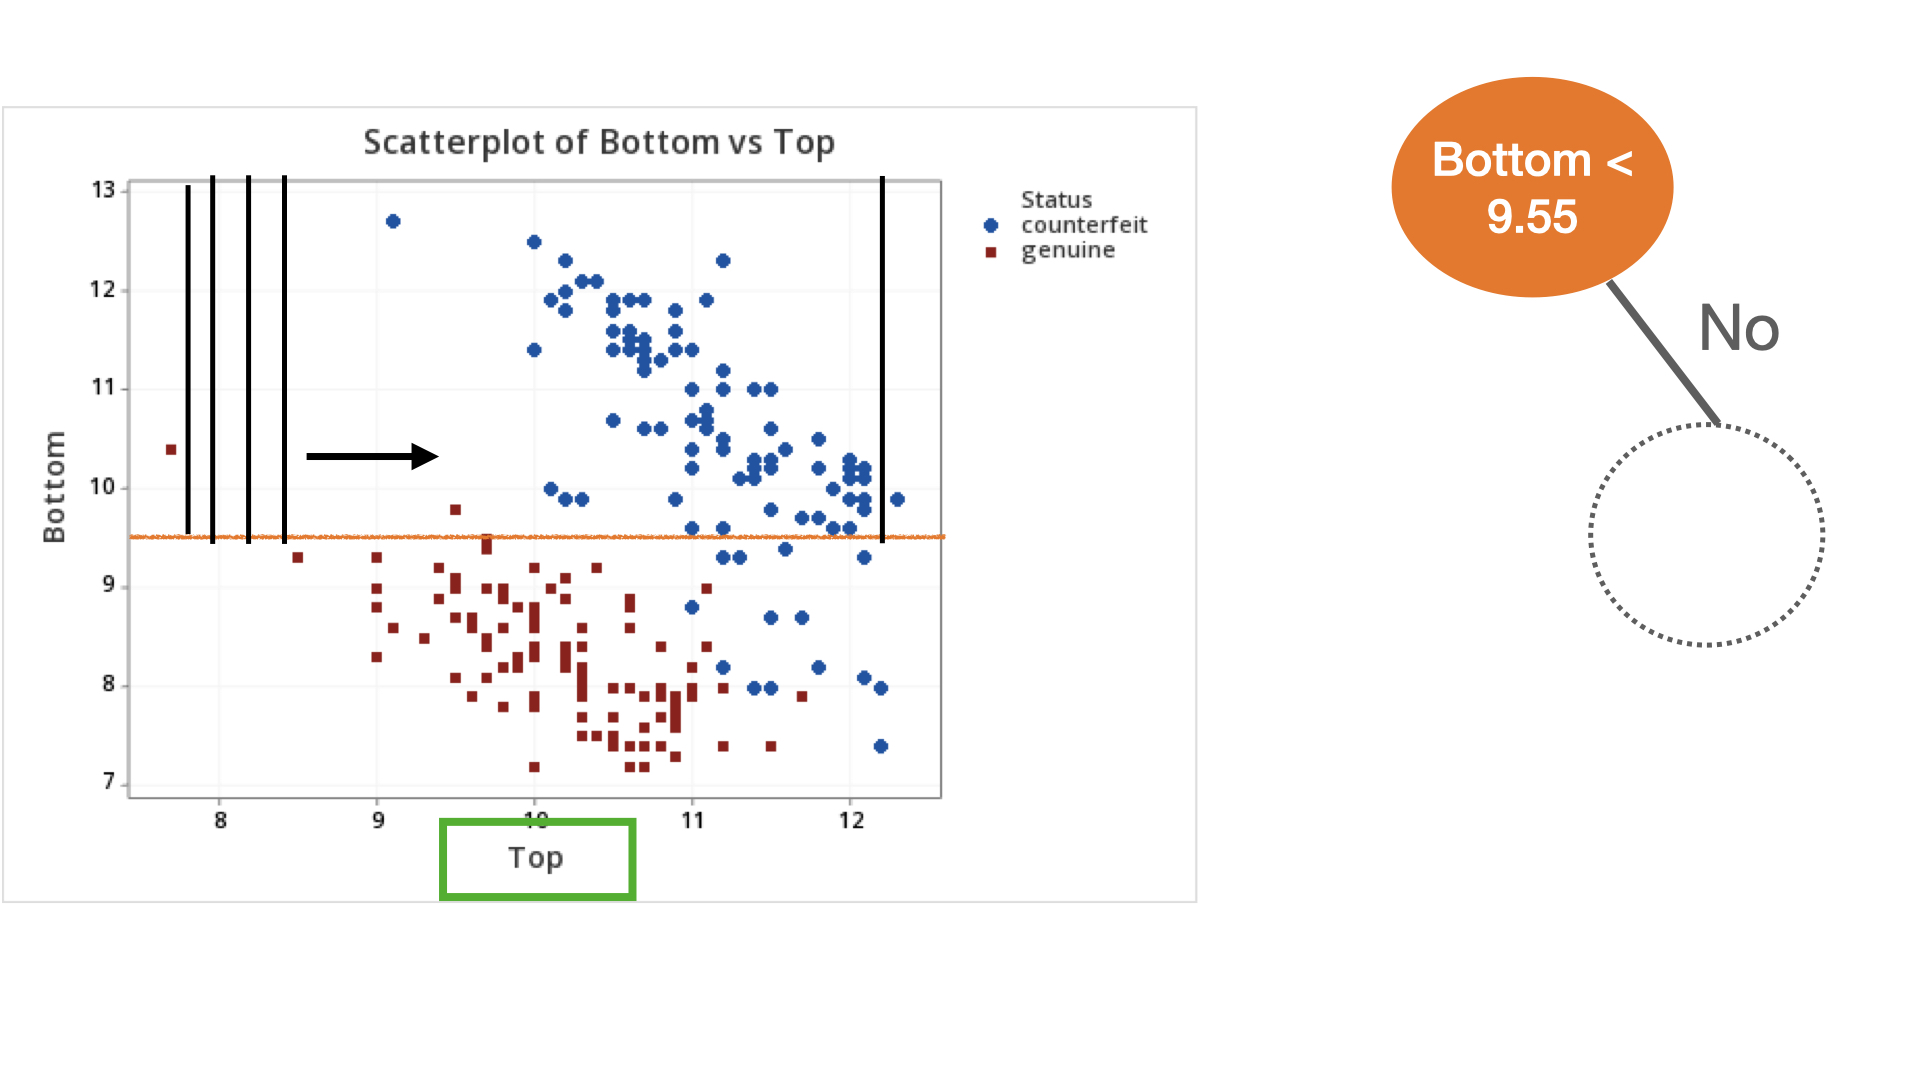 Scatterplot of Bottom vs Top
13
12
11
10
9
8
7
Bottom
8
9
10
11
12
Top
Status
counterfeit
genuine
Bottom <
9.55
No